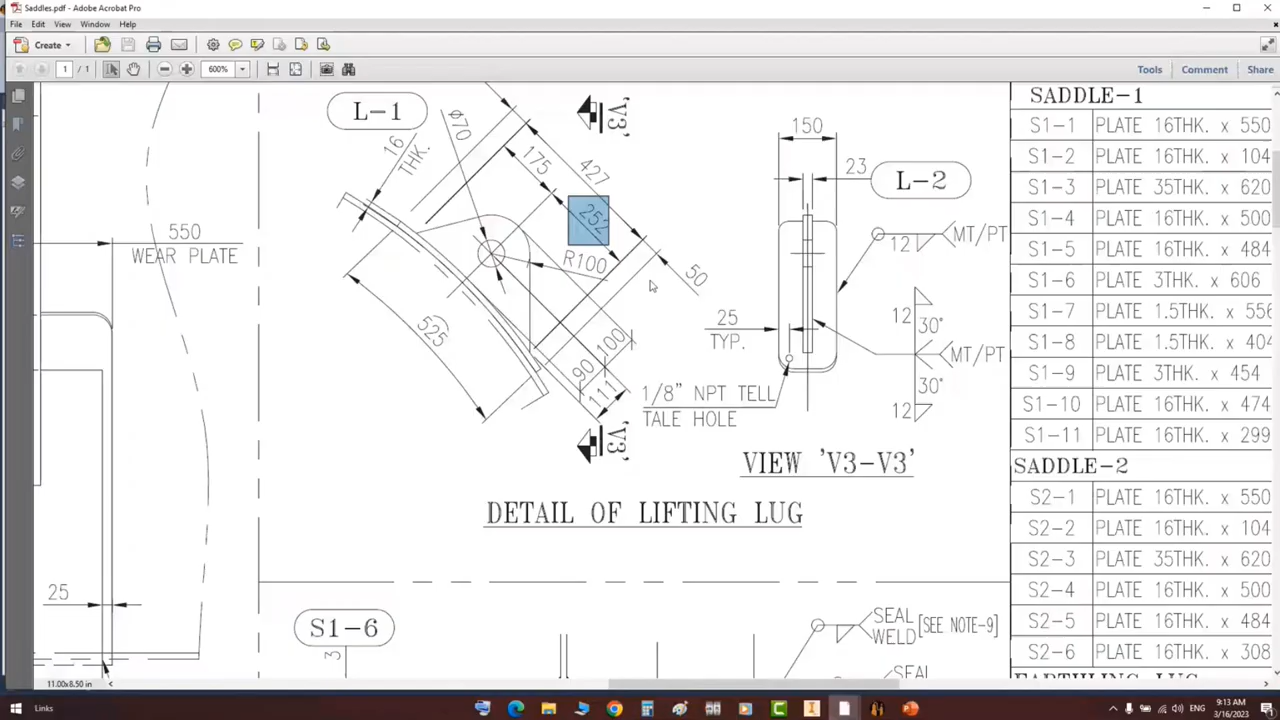 Saddles.pdf - Adobe Acrobat Pro
File Edit View Window Help
Create
1 / 1
600%
Tools Comment Share
L-1
16
THK.
ø70
'V3'
427
175
252
R100
50
525
100
90
111
'V3'
DETAIL OF LIFTING LUG
550
WEAR PLATE
25
150
23
L-2
12
MT/PT
12
30°
MT/PT
30°
12
25
TYP.
1/8" NPT TELL
TALE HOLE
VIEW 'V3-V3'
S1-6
3
SEAL
WELD
[SEE NOTE-9]
SEAL
SADDLE-1
S1-1 PLATE 16THK. x 550
S1-2 PLATE 16THK. x 104
S1-3 PLATE 35THK. x 620
S1-4 PLATE 16THK. x 500
S1-5 PLATE 16THK. x 484
S1-6 PLATE 3THK. x 606
S1-7 PLATE 1.5THK. x 556
S1-8 PLATE 1.5THK. x 404
S1-9 PLATE 3THK. x 454
S1-10 PLATE 16THK. x 474
S1-11 PLATE 16THK. x 299
SADDLE-2
S2-1 PLATE 16THK. x 550
S2-2 PLATE 16THK. x 104
S2-3 PLATE 35THK. x 620
S2-4 PLATE 16THK. x 500
S2-5 PLATE 16THK. x 484
S2-6 PLATE 16THK. x 308
EARTHLING LUG
11.00x8.50 in
Links
9:13 AM
3/16/2023